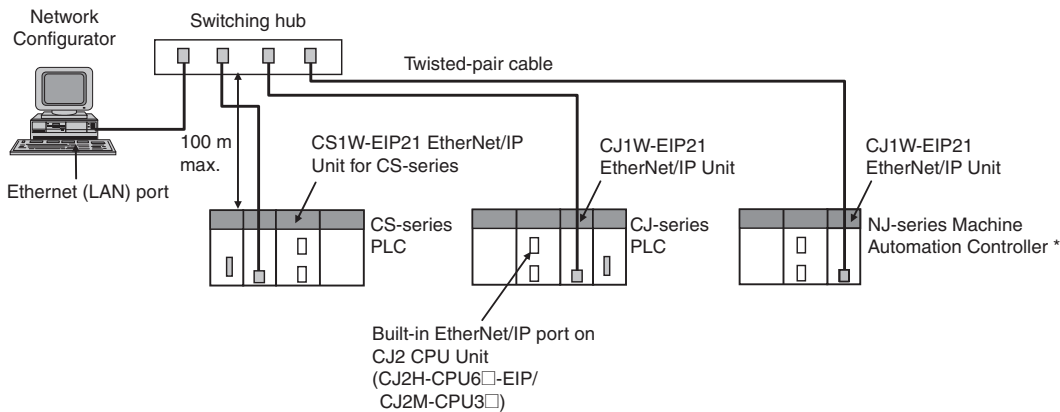 Network
Configurator
Switching hub
Twisted-pair cable
100 m
max.
Ethernet (LAN) port
CS1W-EIP21 EtherNet/IP
Unit for CS-series
CJ1W-EIP21
EtherNet/IP Unit
CJ1W-EIP21
EtherNet/IP Unit
CS-series
PLC
CJ-series
PLC
NJ-series Machine
Automation Controller *
Built-in EtherNet/IP port on
CJ2 CPU Unit
(CJ2H-CPU6□-EIP/
CJ2M-CPU3□)